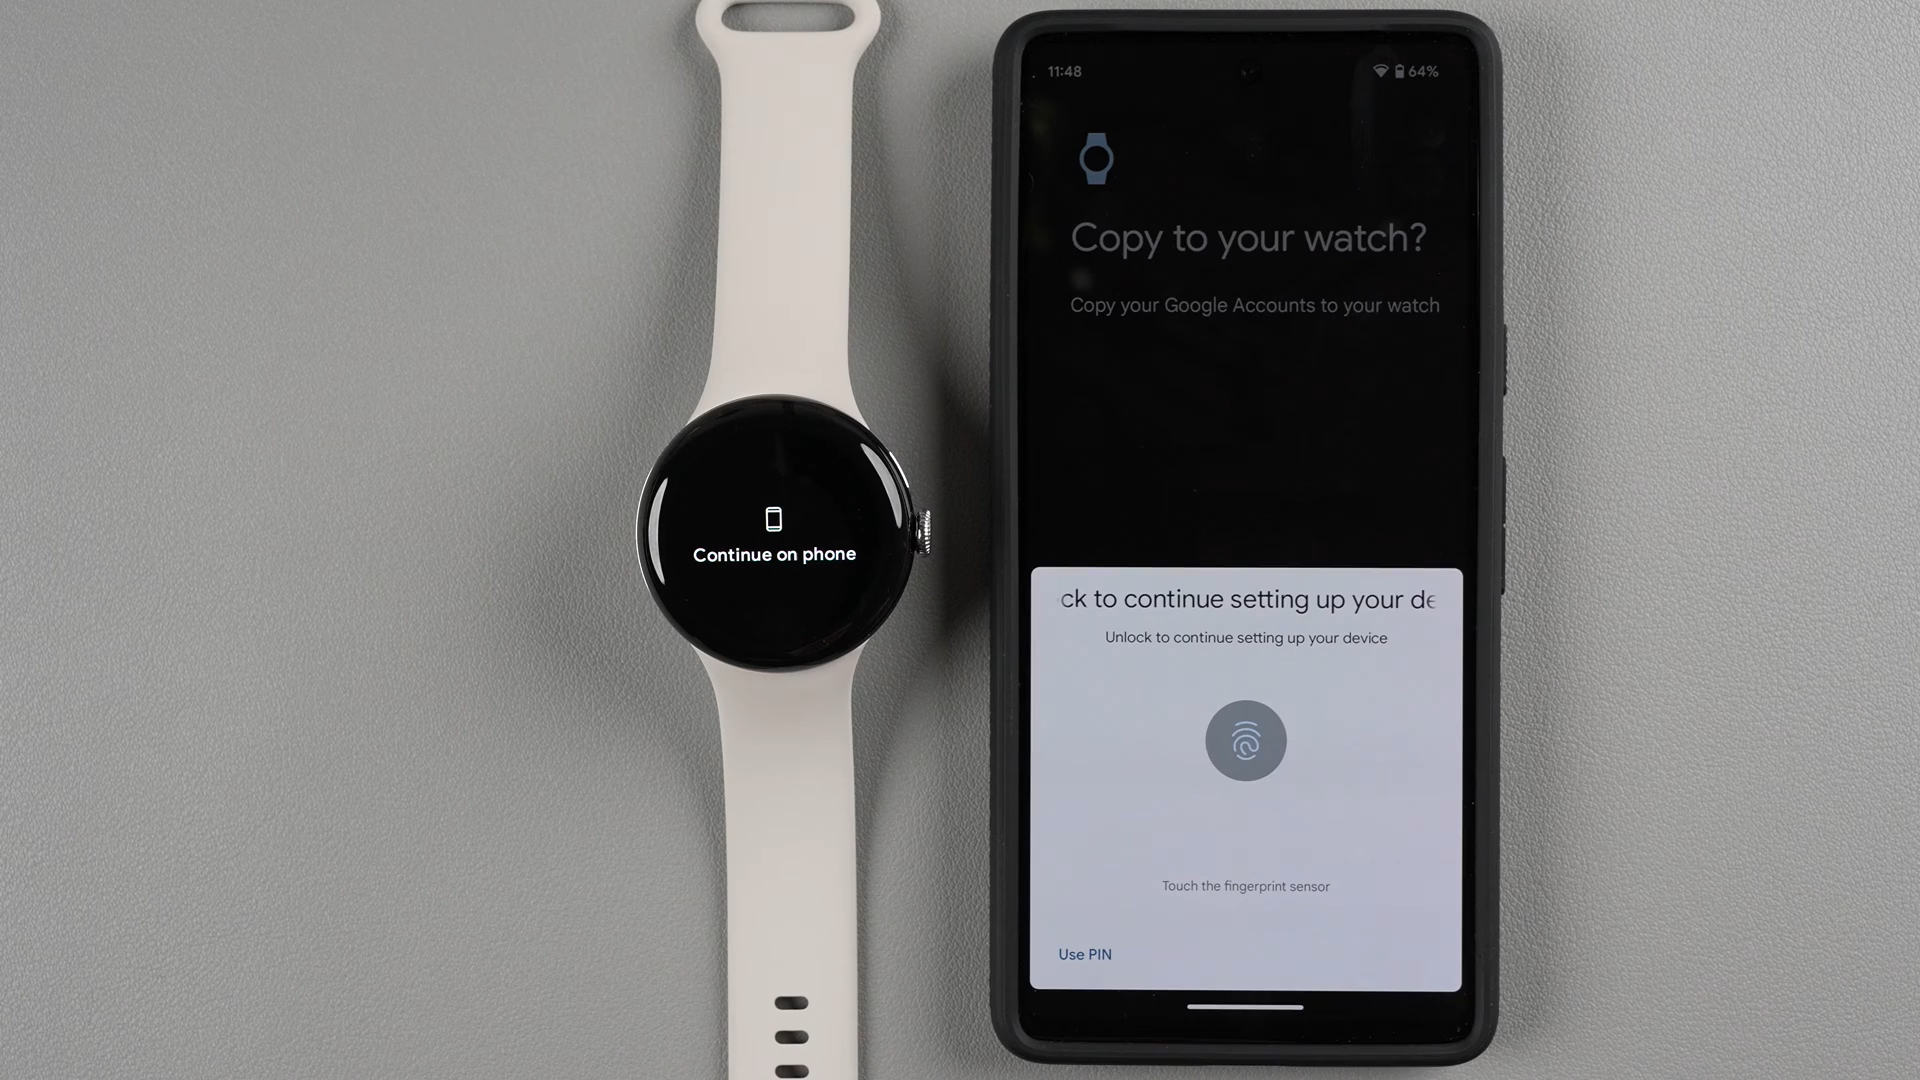 Continue on phone
11:48
64%
Copy to your watch?
Copy your Google Accounts to your watch
ck to continue setting up your de
Unlock to continue setting up your device
Touch the fingerprint sensor
Use PIN